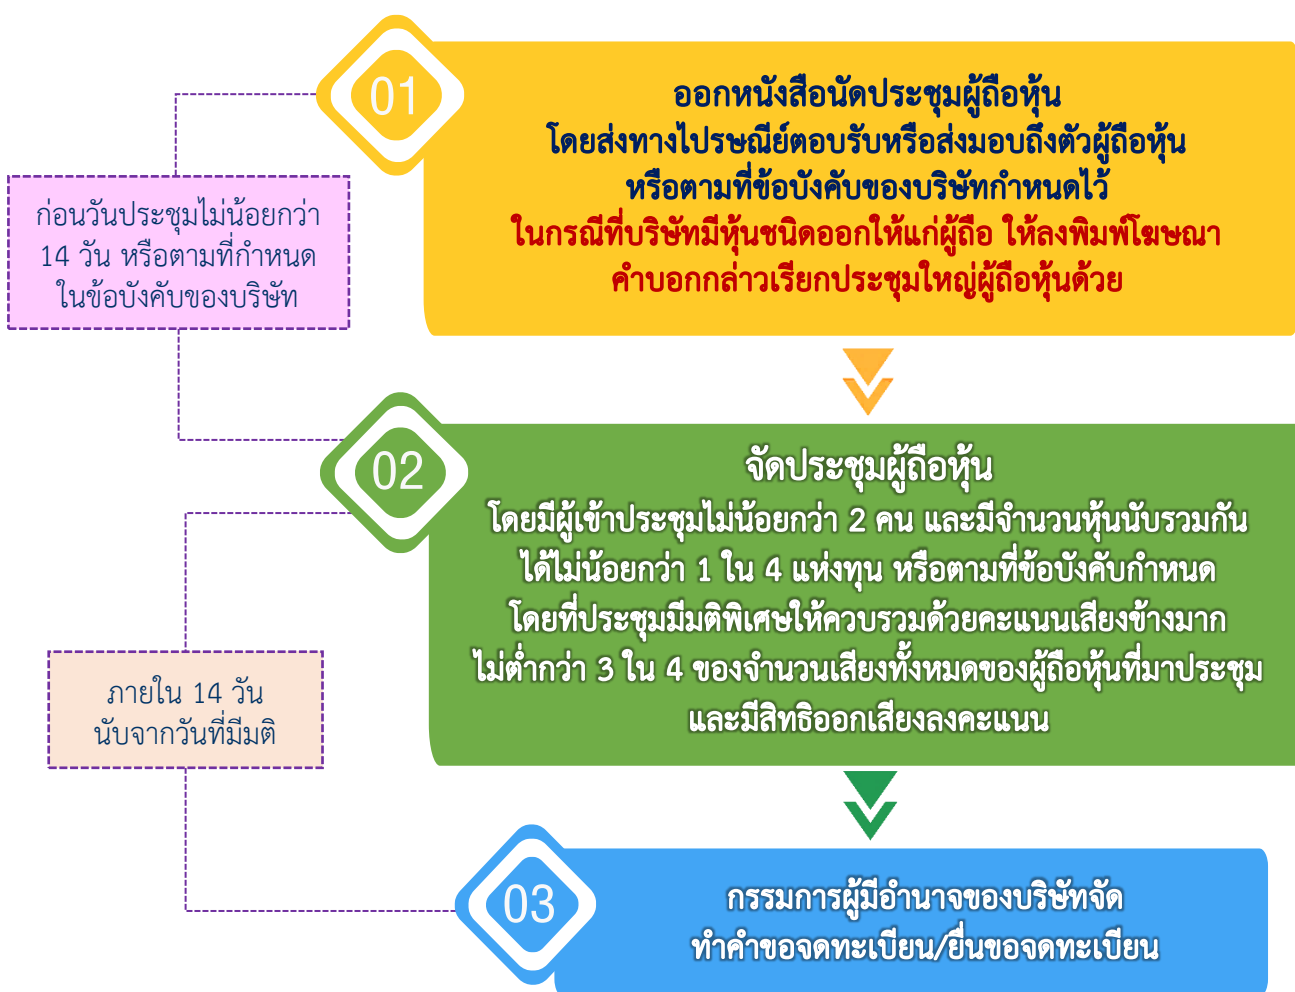 01
ออกหนังสือนัดประชุมผู้ถือหุ้น
โดยส่งทางไปรษณีย์ตอบรับหรือส่งมอบถึงตัวผู้ถือหุ้น
หรือตามที่ข้อบังคับของบริษัทกำหนดไว้
ในกรณีที่บริษัทมีหุ้นชนิดออกให้แก่ผู้ถือ ให้ลงพิมพ์โฆษณา
คำบอกกล่าวเรียกประชุมใหญ่ผู้ถือหุ้นด้วย
ก่อนวันประชุมไม่น้อยกว่า
14 วัน หรือตามที่กำหนด
ในข้อบังคับของบริษัท
02
จัดประชุมผู้ถือหุ้น
โดยมีผู้เข้าประชุมไม่น้อยกว่า 2 คน และมีจำนวนหุ้นนับรวมกัน
ได้ไม่น้อยกว่า 1 ใน 4 แห่งทุน หรือตามที่ข้อบังคับกำหนด
โดยที่ประชุมมีมติพิเศษให้ควบรวมด้วยคะแนนเสียงข้างมาก
ไม่ต่ำกว่า 3 ใน 4 ของจำนวนเสียงทั้งหมดของผู้ถือหุ้นที่มาประชุม
และมีสิทธิออกเสียงลงคะแนน
ภายใน 14 วัน
นับจากวันที่มีมติ
03
กรรมการผู้มีอำนาจของบริษัทจัด
ทำคำขอจดทะเบียน/ยื่นขอจดทะเบียน